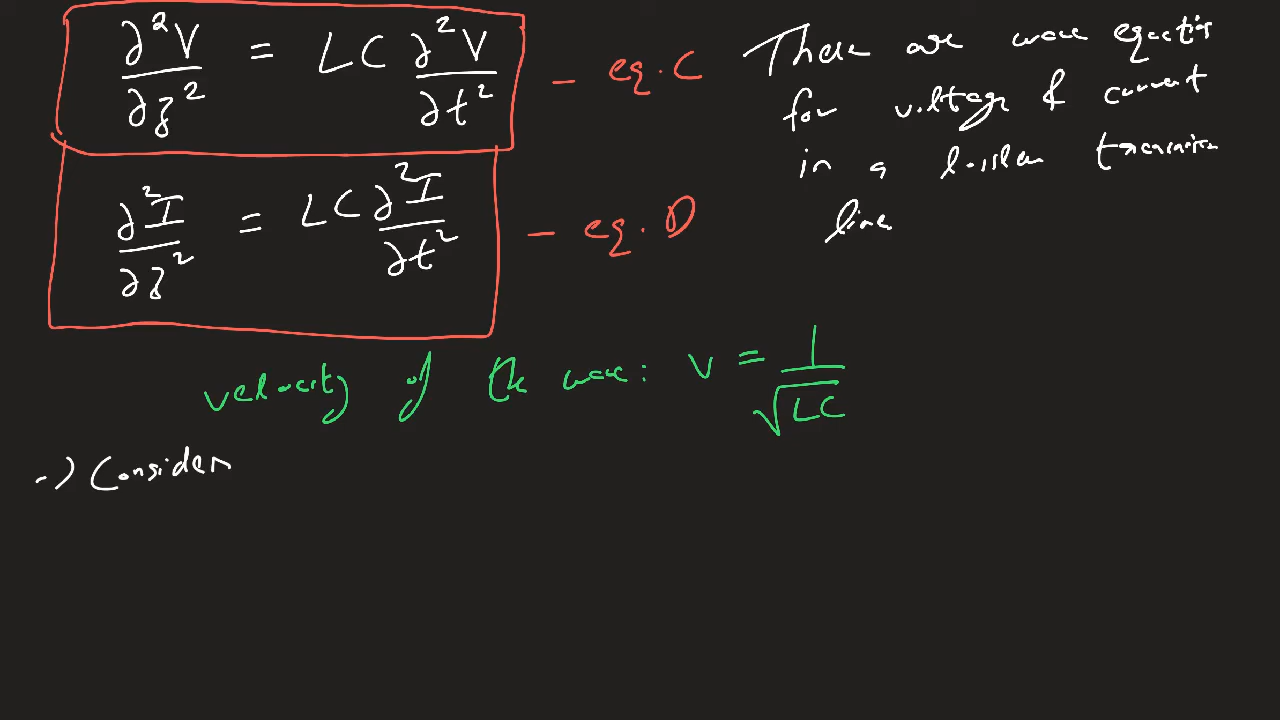 ∂²V/∂z² = LC ∂²V/∂t² — eq. C
These are wave equations
for voltage & current
in a lossless transmission
line
∂²I/∂z² = LC ∂²I/∂t² — eq. D
velocity of the wave: v = 1/√LC
-> Consider